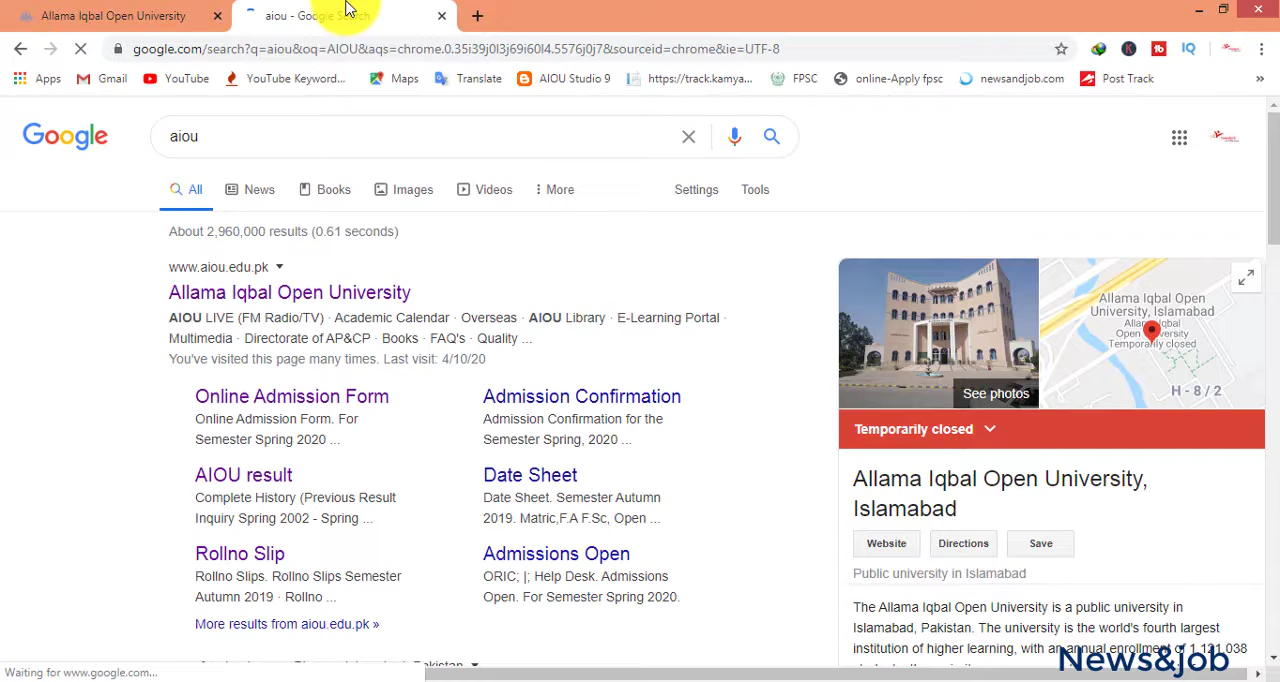 Allama Iqbal Open University
aiou - Google Search
google.com/search?q=aiou&oq=AIOU&aqs=chrome.0.35i39j0l3j69i60l4.5576j0j7&sourceid=chrome&ie=UTF-8
Apps Gmail YouTube YouTube Keyword... Maps Translate AIOU Studio 9 https://track.kemya... FPSC online-Apply fpsc newsandjob.com Post Track »
Google
aiou
All News Books Images Videos More Settings Tools
About 2,960,000 results (0.61 seconds)
www.aiou.edu.pk
Allama Iqbal Open University
AIOU LIVE (FM Radio/TV) · Academic Calendar · Overseas · AIOU Library · E-Learning Portal ·
Multimedia · Directorate of AP&CP · Books · FAQs · Quality ...
You've visited this page many times. Last visit: 4/10/20
Online Admission Form
Online Admission Form. For
Semester Spring 2020 ...
Admission Confirmation
Admission Confirmation for the
Semester Spring, 2020 ...
AIOU result
Complete History (Previous Result
Inquiry Spring 2002 - Spring ...
Date Sheet
Date Sheet. Semester Autumn
2019. Matric,F.A F.Sc, Open ...
Rollno Slip
Rollno Slips. Rollno Slips Semester
Autumn 2019 · Rollno ...
Admissions Open
ORIC; |; Help Desk. Admissions
Open. For Semester Spring 2020.
More results from aiou.edu.pk »
See photos
Allama Iqbal Open
University, Islamabad
Allama Iqbal
Open University
Temporarily closed
H-8/2
Temporarily closed
Allama Iqbal Open University,
Islamabad
Website Directions Save
Public university in Islamabad
The Allama Iqbal Open University is a public university in
Islamabad, Pakistan. The university is the world's fourth largest
institution of higher learning, with an annual enrollment of 1,121,038
News&job
Waiting for www.google.com...